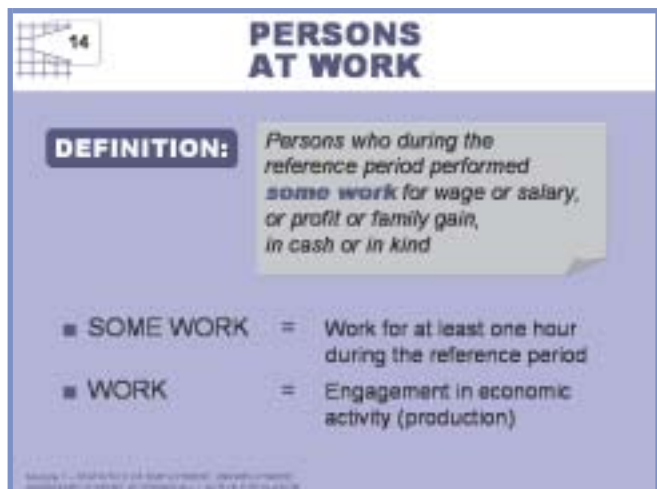 14
PERSONS
AT WORK
DEFINITION:
Persons who during the
reference period performed
some work for wage or salary,
or profit or family gain,
in cash or in kind
■ SOME WORK = Work for at least one hour
during the reference period
■ WORK = Engagement in economic
activity (production)